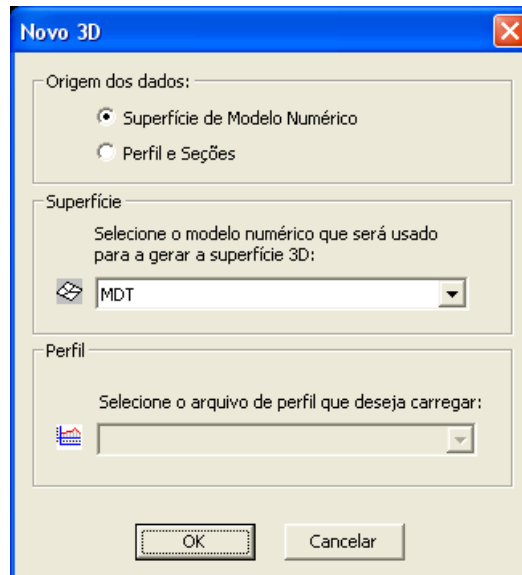 Novo 3D
Origem dos dados:
Superfície de Modelo Numérico
Perfil e Seções
Superfície
Selecione o modelo numérico que será usado
para a gerar a superfície 3D:
MDT
Perfil
Selecione o arquivo de perfil que deseja carregar:
OK
Cancelar